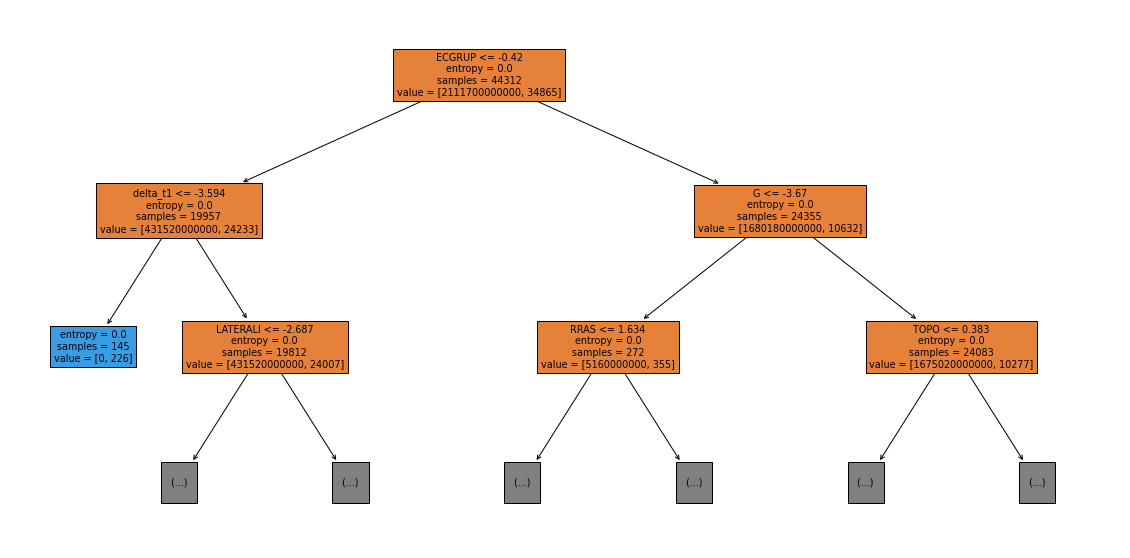 ECGRUP <= -0.42
entropy = 0.0
samples = 44312
value = [2111700000000, 34865]
delta_t1 <= -3.594
entropy = 0.0
samples = 19957
value = [431520000000, 24233]
G <= -3.67
entropy = 0.0
samples = 24355
value = [1680180000000, 10632]
entropy = 0.0
samples = 145
value = [0, 226]
LATERALI <= -2.687
entropy = 0.0
samples = 19812
value = [431520000000, 24007]
RRAS <= 1.634
entropy = 0.0
samples = 272
value = [5160000000, 355]
TOPO <= 0.383
entropy = 0.0
samples = 24083
value = [1675020000000, 10277]
(...)
(...)
(...)
(...)
(...)
(...)